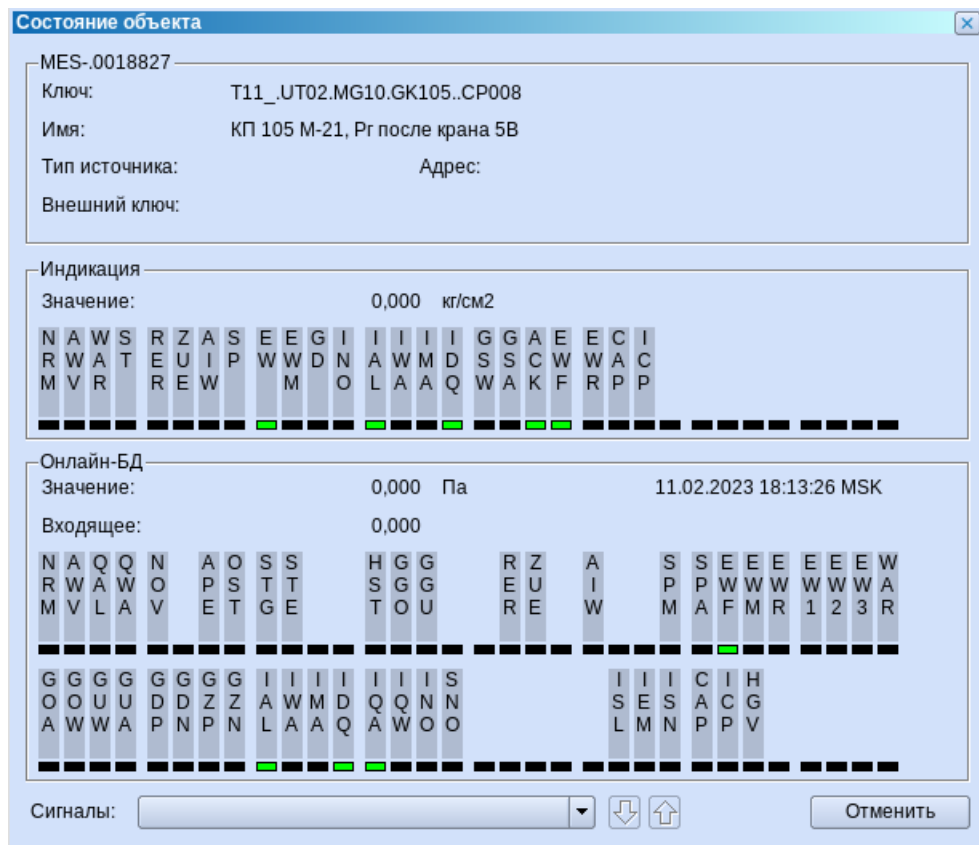 Состояние объекта
MES-.0018827
Ключ: T11_.UT02.MG10.GK105..CP008
Имя: КП 105 М-21, Рг после крана 5В
Тип источника: Адрес:
Внешний ключ:
Индикация
Значение: 0,000 кг/см2
NRM AWV WAR ST RER ZUE AIW SP EW EWM GD INO IAL IWA IMA IDQ GSW GSA ACK EWF EWR CAP ICP
Онлайн-БД
Значение: 0,000 Па 11.02.2023 18:13:26 MSK
Входящее: 0,000
NRM AWV QAL QWA NOV APE OST STG STE HST GGO GGU RER ZUE AIW SPM SPA EWF EWM EWR EW1 EW2 EW3 WAR
GOA GOW GUW GUA GDP GDN GZP GZN IAL IWA IMA IDQ IQA IQW INO SNO ISL IEM ISN CAP ICP HGV
Сигналы: Отменить